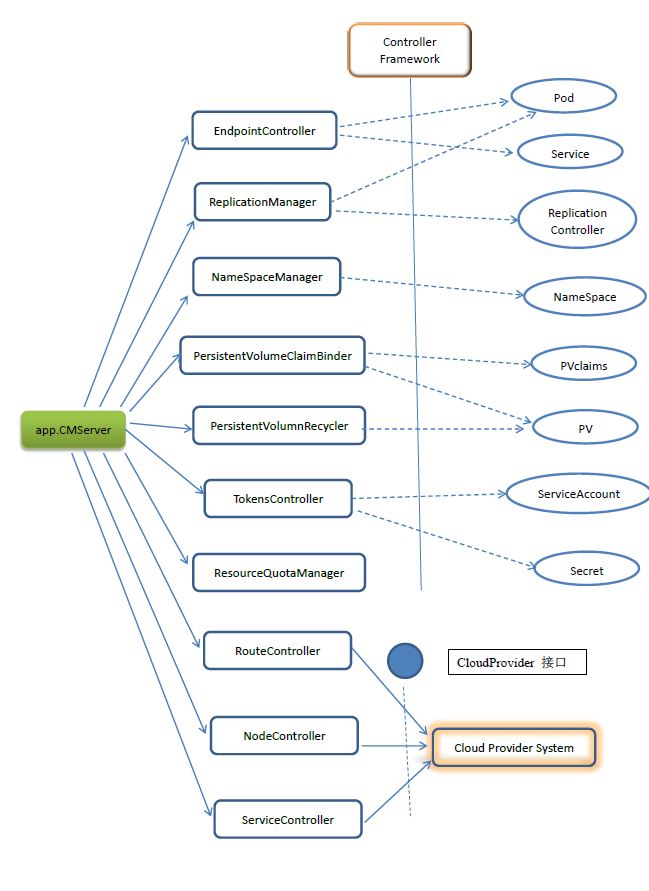 Controller
Framework
Pod
EndpointController
Service
ReplicationManager
Replication
Controller
NameSpaceManager
NameSpace
PersistentVolumeClaimBinder
PVclaims
app.CMServer
PersistentVolumnRecycler
PV
TokensController
ServiceAccount
ResourceQuotaManager
Secret
RouteController
CloudProvider 接口
NodeController
Cloud Provider System
ServiceController